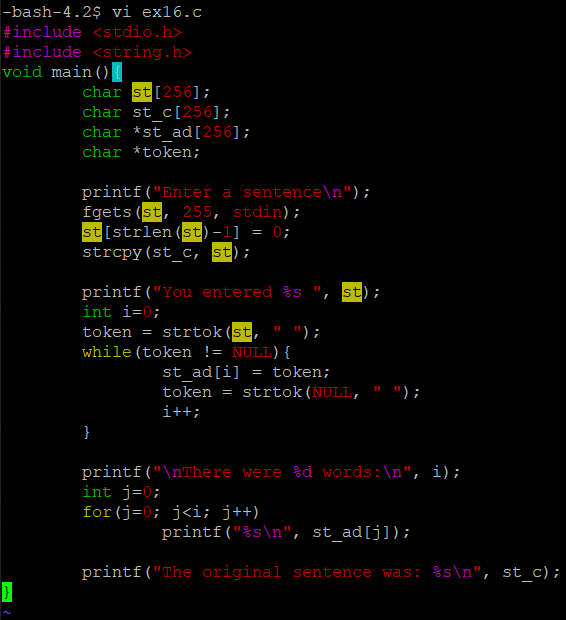 -bash-4.2$ vi ex16.c
#include <stdio.h>
#include <string.h>
void main(){
        char st[256];
        char st_c[256];
        char *st_ad[256];
        char *token;

        printf("Enter a sentence\n");
        fgets(st, 255, stdin);
        st[strlen(st)-1] = 0;
        strcpy(st_c, st);

        printf("You entered %s ", st);
        int i=0;
        token = strtok(st, " ");
        while(token != NULL){
                st_ad[i] = token;
                token = strtok(NULL, " ");
                i++;
        }

        printf("\nThere were %d words:\n", i);
        int j=0;
        for(j=0; j<i; j++)
                printf("%s\n", st_ad[j]);

        printf("The original sentence was: %s\n", st_c);
}
~